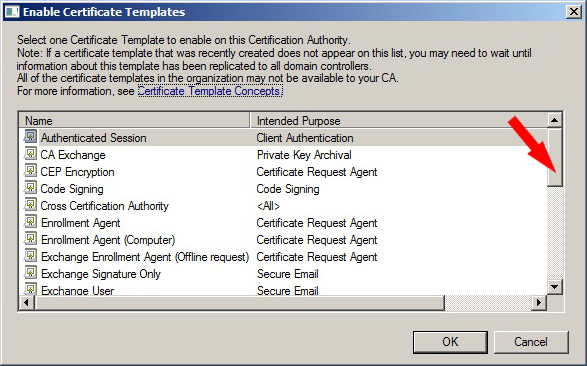 Enable Certificate Templates
Select one Certificate Template to enable on this Certification Authority.
Note: If a certificate template that was recently created does not appear on this list, you may need to wait until
information about this template has been replicated to all domain controllers.
All of the certificate templates in the organization may not be available to your CA.
For more information, see Certificate Template Concepts.
Name Intended Purpose
Authenticated Session Client Authentication
CA Exchange Private Key Archival
CEP Encryption Certificate Request Agent
Code Signing Code Signing
Cross Certification Authority <All>
Enrollment Agent Certificate Request Agent
Enrollment Agent (Computer) Certificate Request Agent
Exchange Enrollment Agent (Offline request) Certificate Request Agent
Exchange Signature Only Secure Email
Exchange User Secure Email
OK Cancel